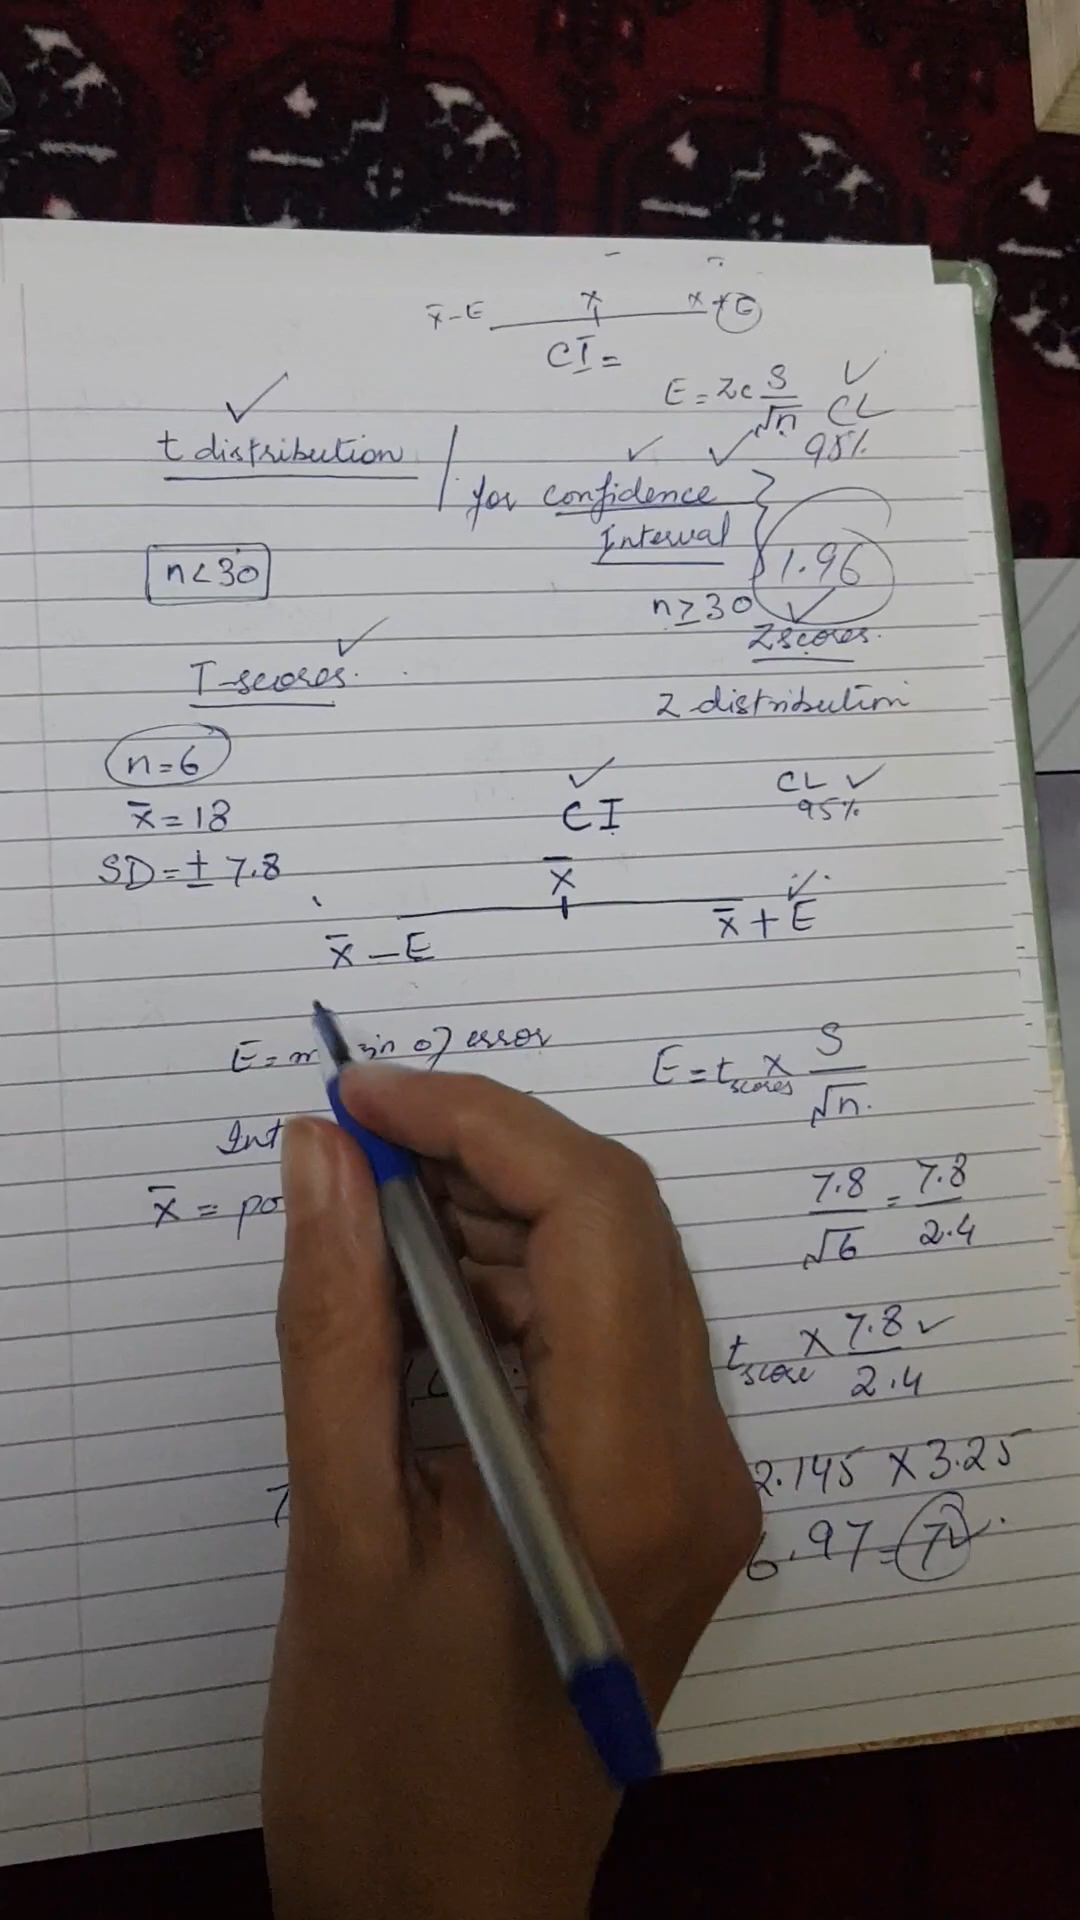 x̄-E x x+E
CI =
E = Zc S/√n CL
95%
t distribution / for confidence
Interval
1.96
n<30
n≥30
Z scores.
T-scores.
Z-distribution
n=6
x̄=18
SD=± 7.8
CI
CL
95%
x̄
x̄ - E x̄ + E
E= of error
E = t scores x S/√n.
x̄ =
7.8/√6 = 7.8/2.4
t score x 7.8/2.4
2.145 x 3.25
6.97 = 7